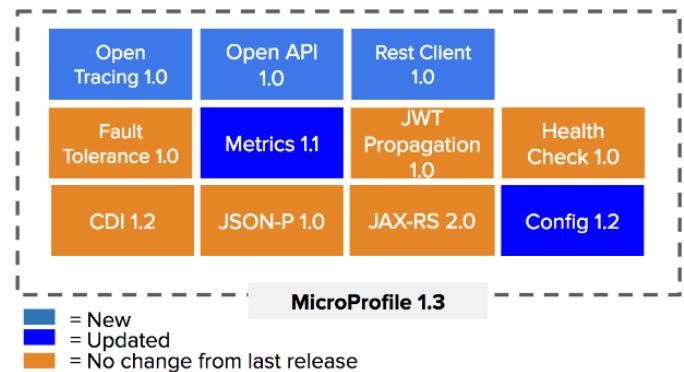 Open
Tracing 1.0
Open API
1.0
Rest Client
1.0
Fault
Tolerance 1.0
Metrics 1.1
JWT
Propagation
1.0
Health
Check 1.0
CDI 1.2
JSON-P 1.0
JAX-RS 2.0
Config 1.2
MicroProfile 1.3
= New
= Updated
= No change from last release